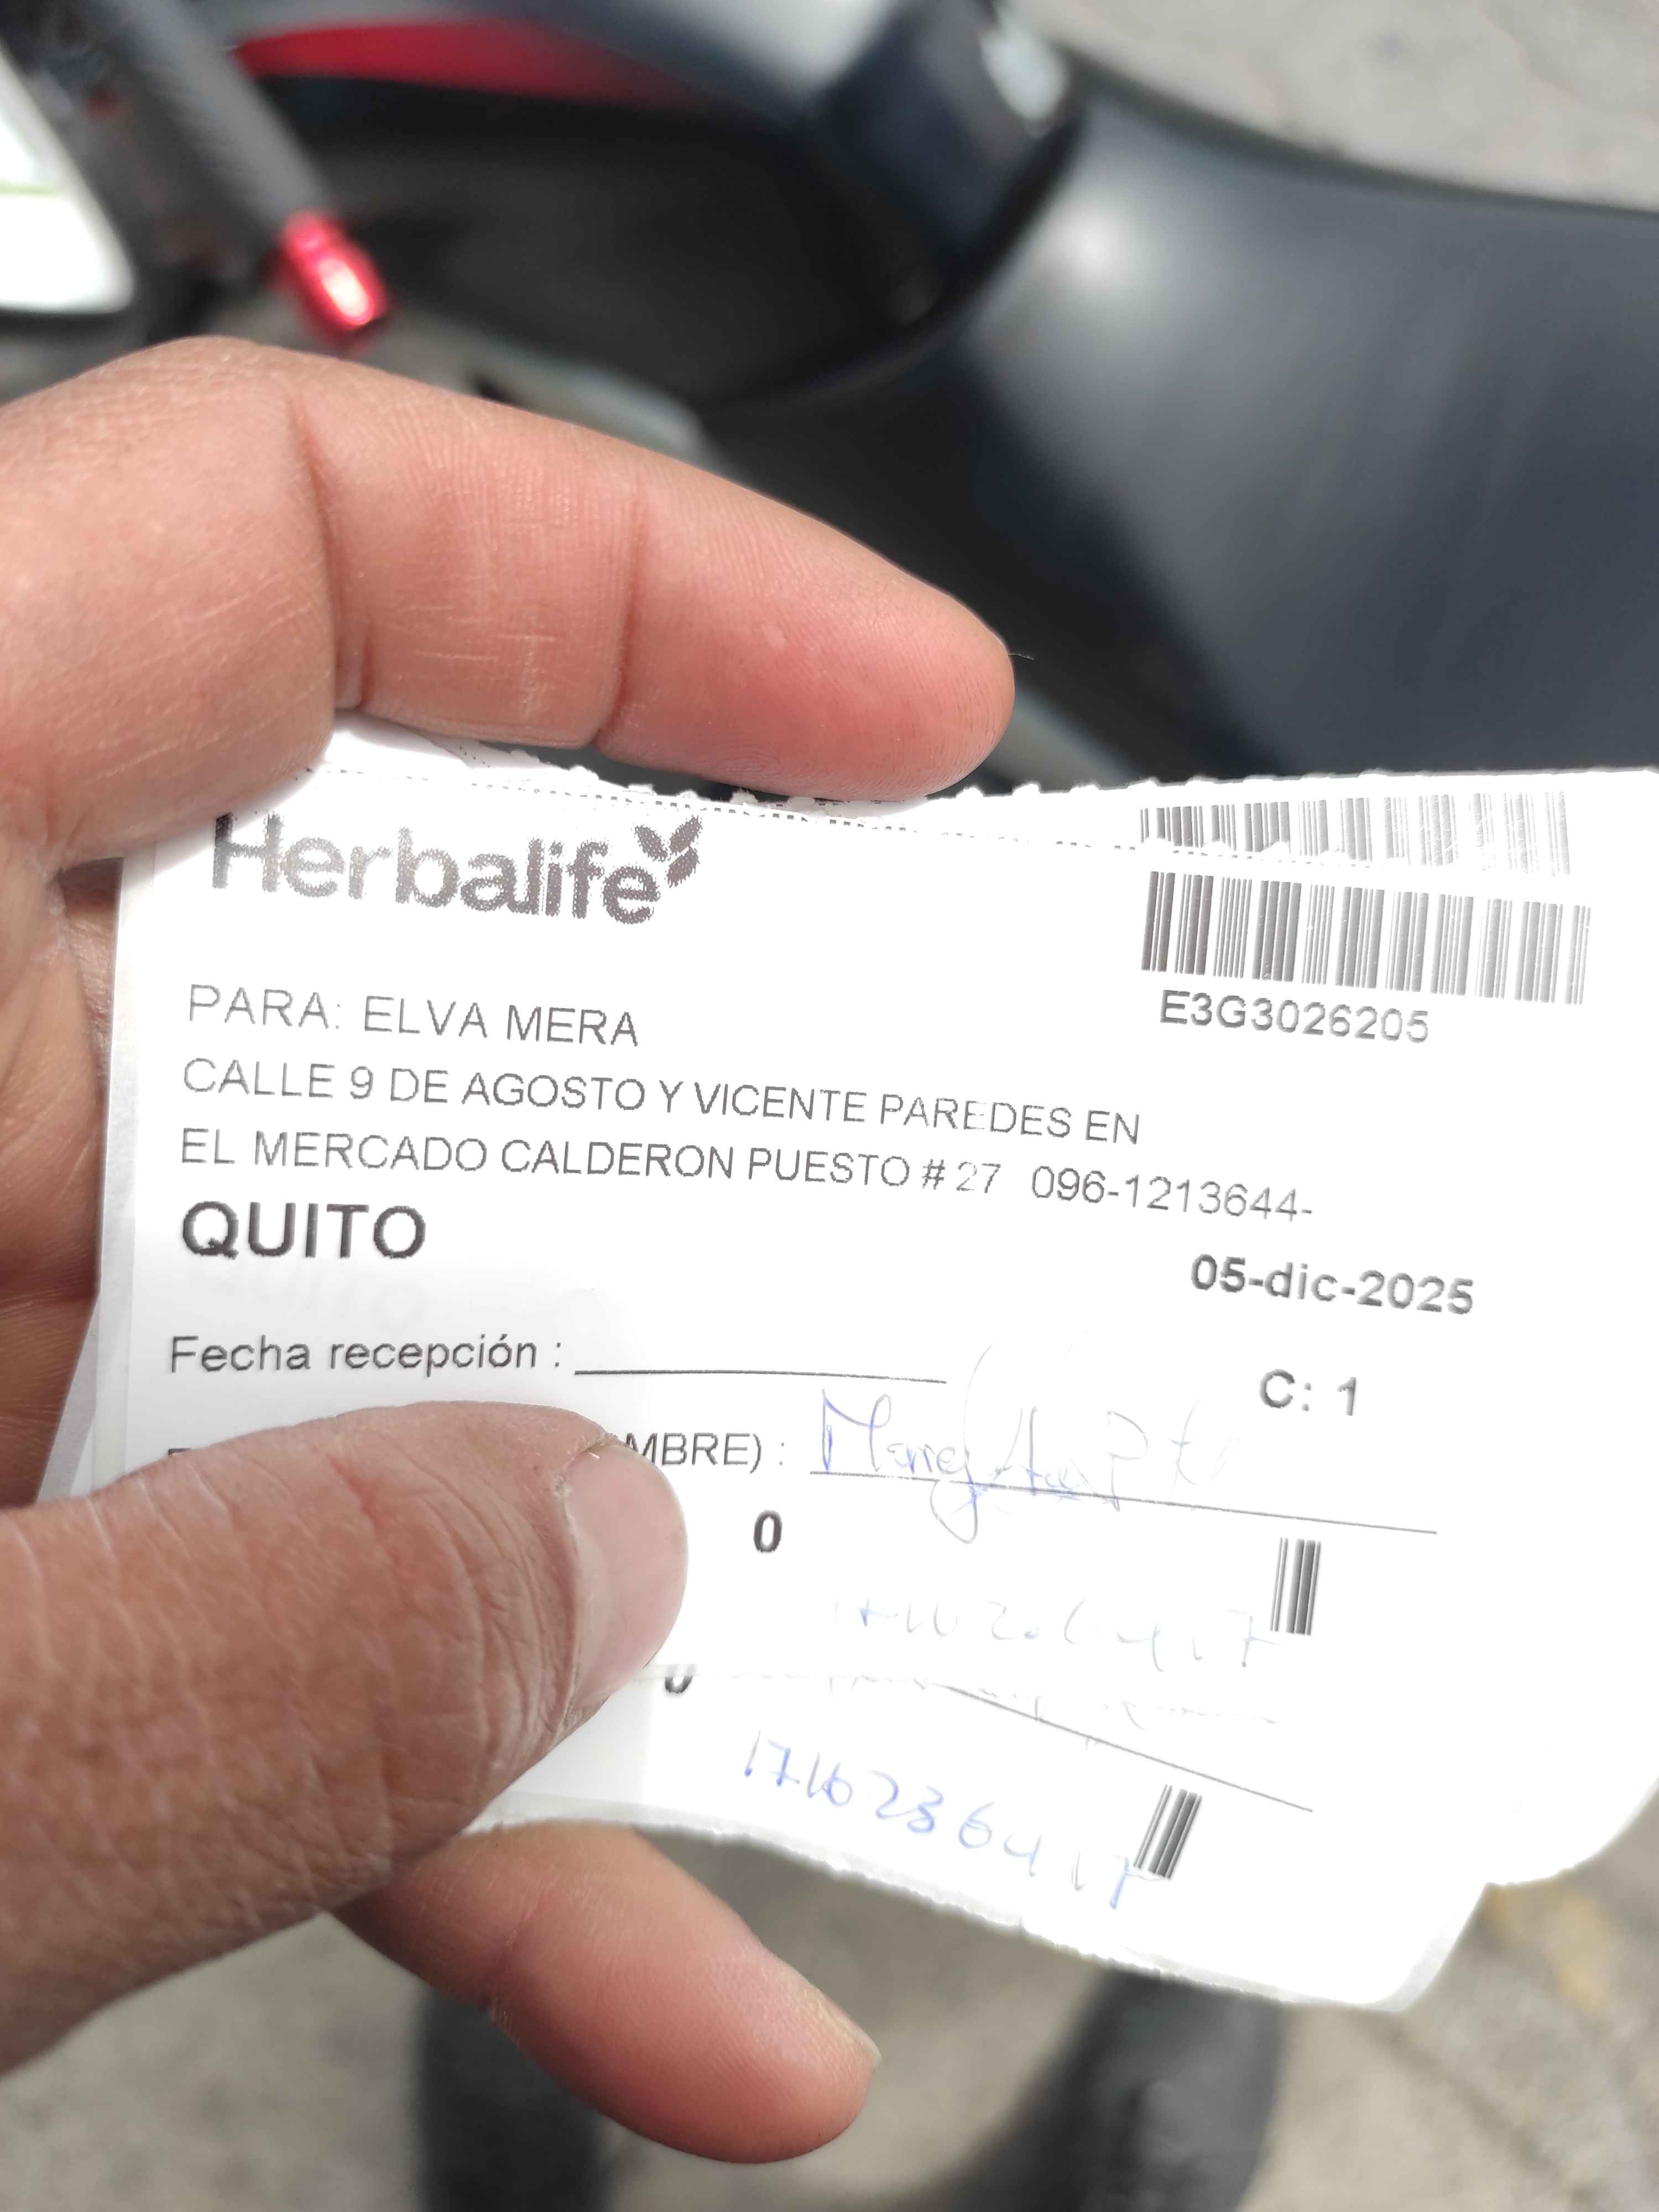 Herbalife
E3G3026205
PARA: ELVA MERA
CALLE 9 DE AGOSTO Y VICENTE PAREDES EN
EL MERCADO CALDERON PUESTO # 27 096-1213644-
QUITO
05-dic-2025
Fecha recepción :
C: 1
MBRE) :
0
0